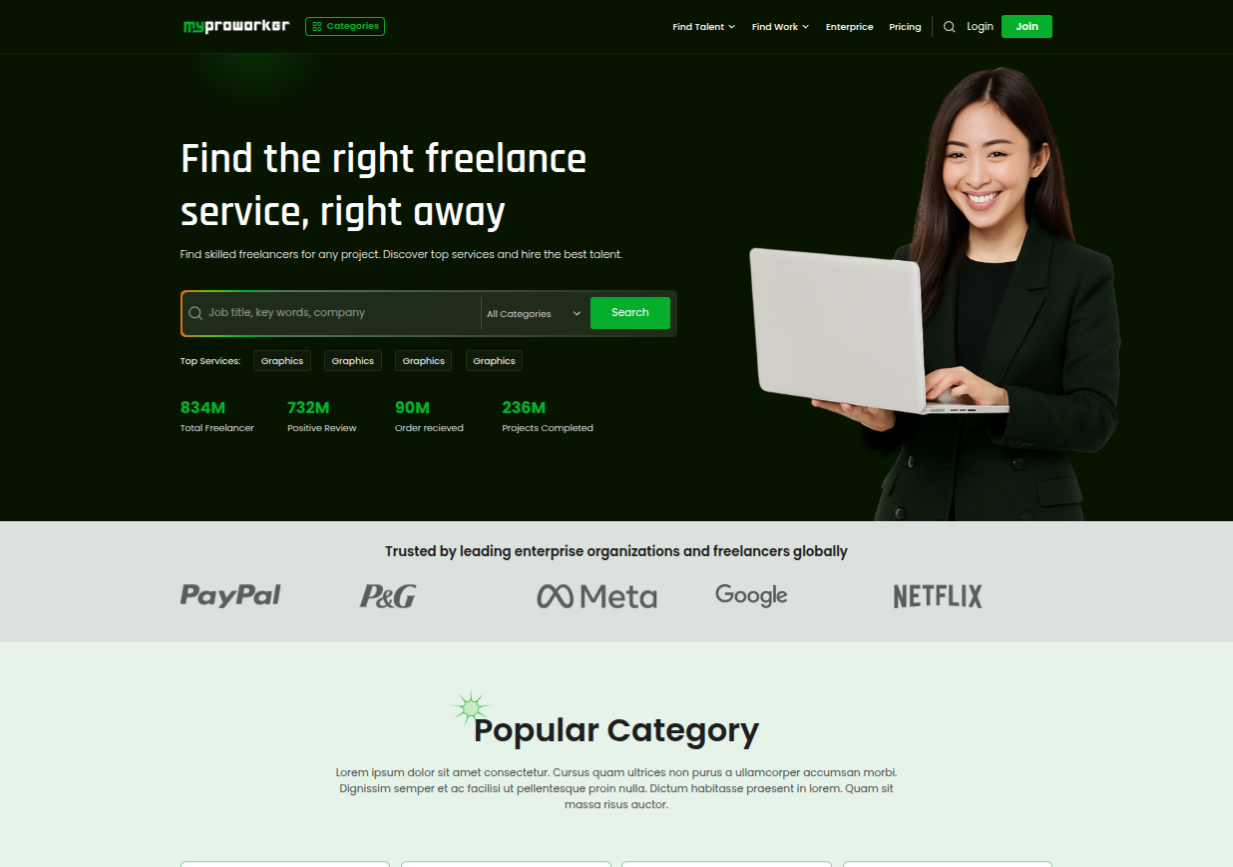 myproworker
Categories
Find Talent
Find Work
Enterprice
Pricing
Login
Join
Find the right freelance
service, right away
Find skilled freelancers for any project. Discover top services and hire the best talent.
Job title, key words, company
All Categories
Search
Top Services:
Graphics
Graphics
Graphics
Graphics
834M
732M
90M
236M
Total Freelancer
Positive Review
Order recieved
Projects Completed
Trusted by leading enterprise organizations and freelancers globally
PayPal
P&G
Meta
Google
NETFLIX
Popular Category
Lorem ipsum dolor sit amet consectetur. Cursus quam ultrices non purus a ullamcorper accumsan morbi.
Dignissim semper et ac facilisi ut pellentesque proin nulla. Dictum habitasse praesent in lorem. Quam sit
massa risus auctor.